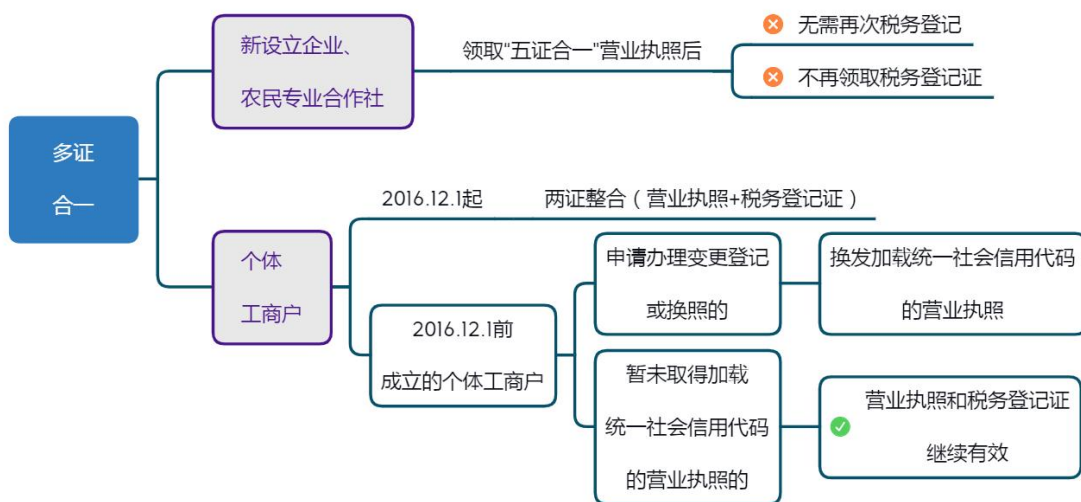 多证
合一
新设立企业、
农民专业合作社
领取“五证合一”营业执照后
无需再次税务登记
不再领取税务登记证
个体
工商户
2016.12.1起
两证整合（营业执照+税务登记证）
2016.12.1前
成立的个体工商户
申请办理变更登记
或换照的
换发加载统一社会信用代码
的营业执照
暂未取得加载
统一社会信用代码
的营业执照的
营业执照和税务登记证
继续有效